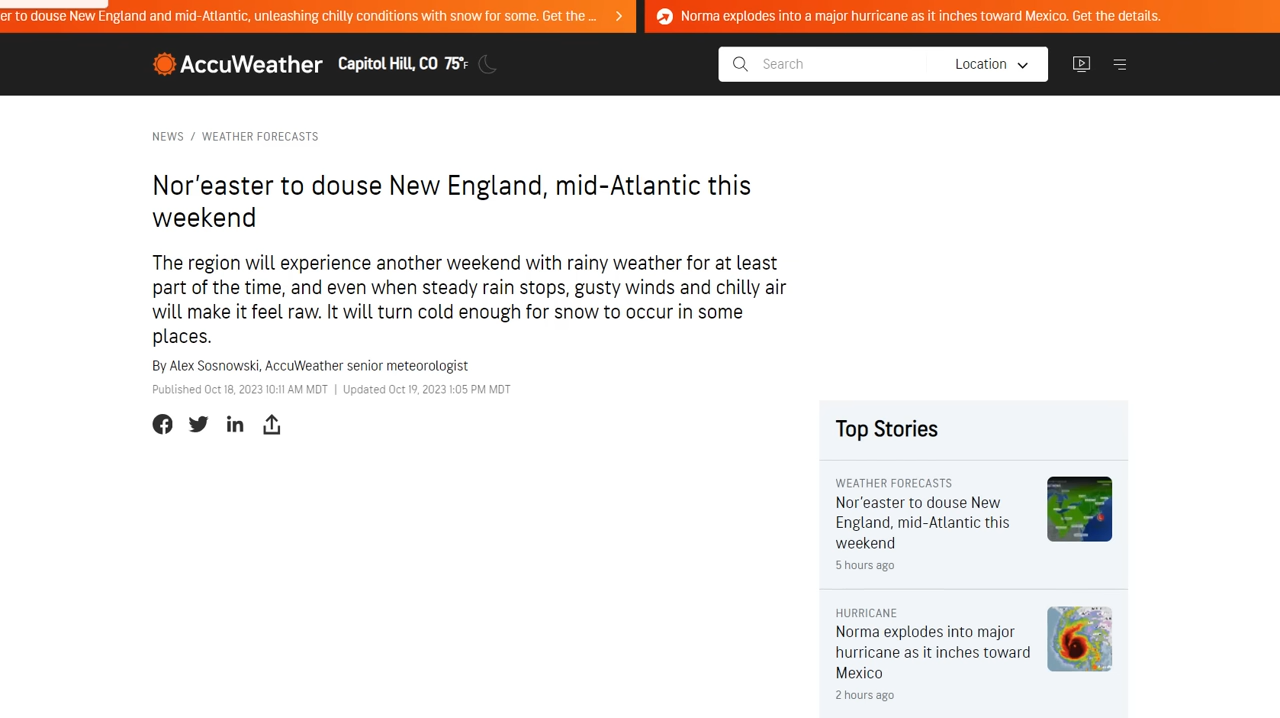 er to douse New England and mid-Atlantic, unleashing chilly conditions with snow for some. Get the ...
Norma explodes into a major hurricane as it inches toward Mexico. Get the details.
AccuWeather
Capitol Hill, CO 75°F
Search
Location
NEWS / WEATHER FORECASTS
Nor'easter to douse New England, mid-Atlantic this
weekend
The region will experience another weekend with rainy weather for at least
part of the time, and even when steady rain stops, gusty winds and chilly air
will make it feel raw. It will turn cold enough for snow to occur in some
places.
By Alex Sosnowski, AccuWeather senior meteorologist
Published Oct 18, 2023 10:11 AM MDT | Updated Oct 19, 2023 1:05 PM MDT
Top Stories
WEATHER FORECASTS
Nor'easter to douse New
England, mid-Atlantic this
weekend
5 hours ago
HURRICANE
Norma explodes into major
hurricane as it inches toward
Mexico
2 hours ago